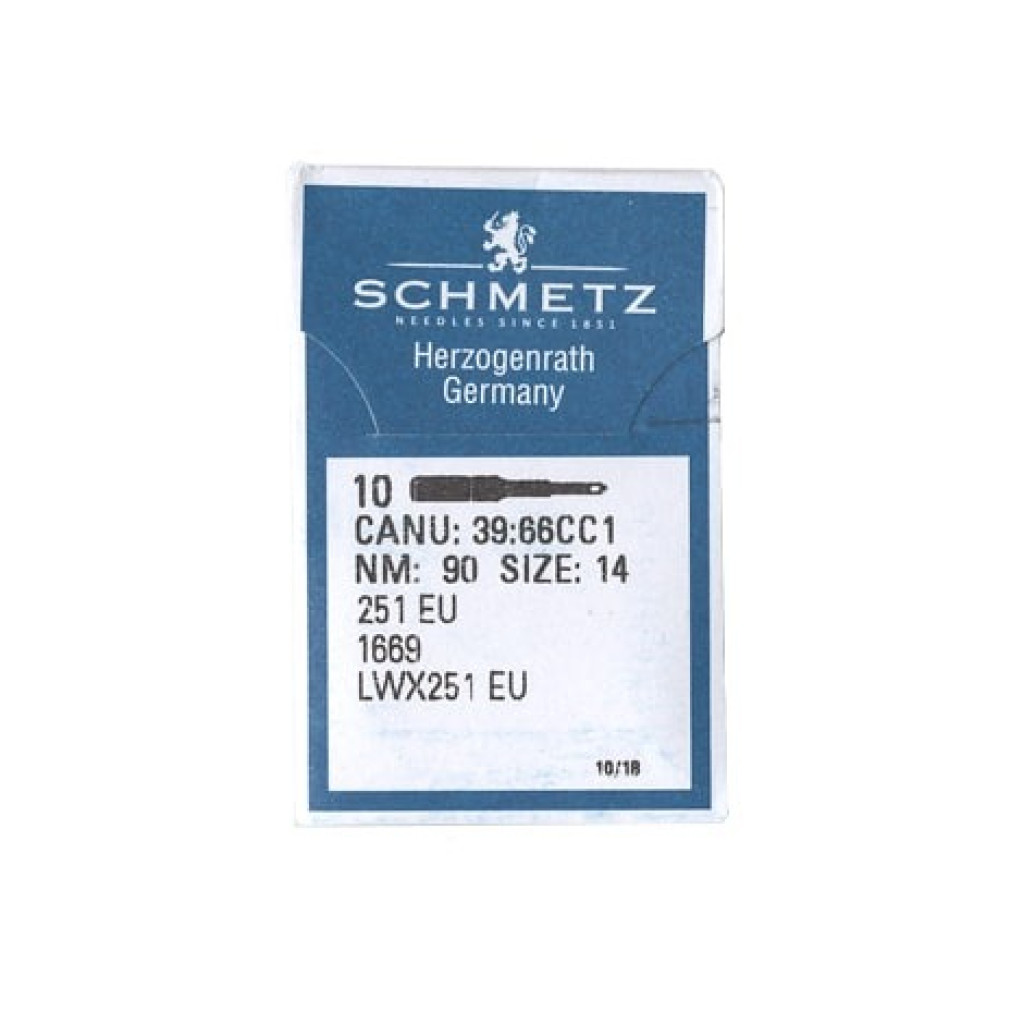 SCHMETZ
NEEDLES SINCE 1851
Herzogenrath
Germany
10
CANU: 39:66CC1
NM: 90 SIZE: 14
251 EU
1669
LWX251 EU
10/18